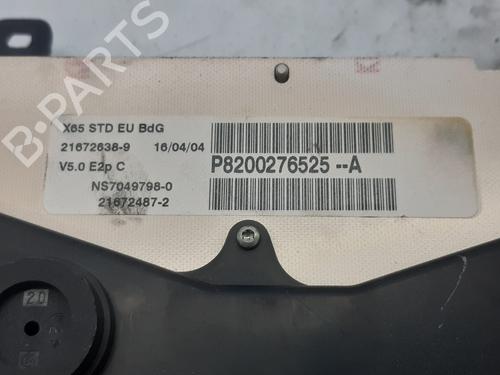 X65 STD EU BdG
21672638-9 16/04/04
V5.0 E2p C
P8200276525--A
NS7049798-0
21672487-2
B-PARTS
20